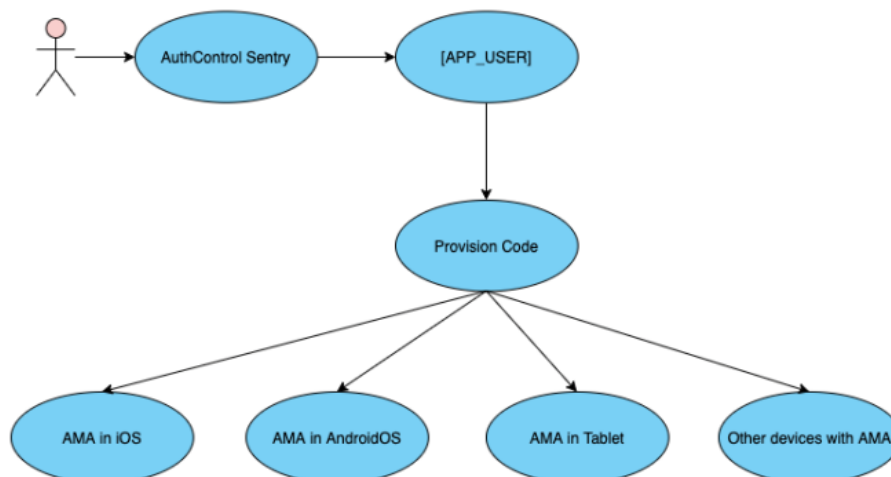 AuthControl Sentry
[APP_USER]
Provision Code
AMA in iOS
AMA in AndroidOS
AMA in Tablet
Other devices with AMA